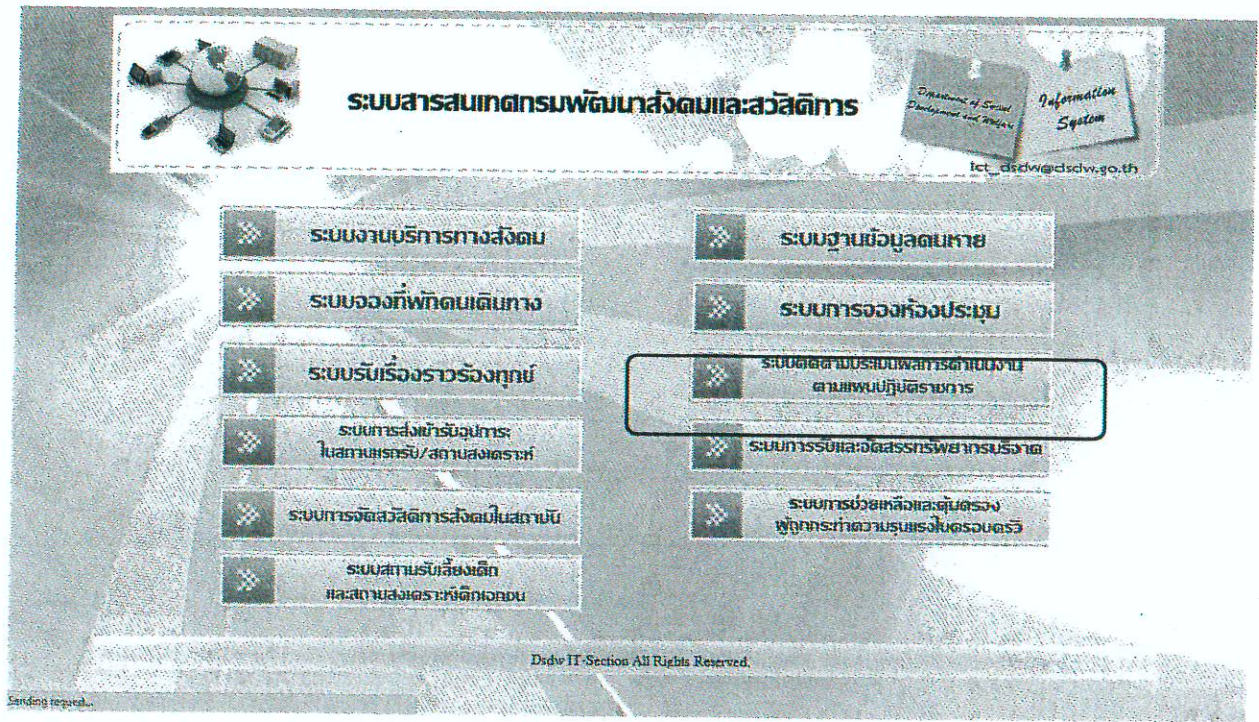 ระบบสารสนเทศกรมพัฒนาสังคมและสวัสดิการ
Department of Social
Development and Welfare
Information
System
ict_dsdw@dsdw.go.th
ระบบงานบริการทางสังคม
ระบบจองที่พักคนเดินทาง
ระบบรับเรื่องราวร้องทุกข์
ระบบการส่งเข้ารับอุปการะ
ในสถานแรกรับ/สถานสงเคราะห์
ระบบการจัดสวัสดิการสังคมในสถาบัน
ระบบสถานรับเลี้ยงเด็ก
และสถานสงเคราะห์เด็กเอกชน
ระบบฐานข้อมูลคนหาย
ระบบการจองห้องประชุม
ระบบติดตามประเมินผลการดำเนินงาน
ตามแผนปฏิบัติราชการ
ระบบการรับและจัดสรรทรัพยากรบริจาค
ระบบการช่วยเหลือและคุ้มครอง
ผู้ถูกกระทำความรุนแรงในครอบครัว
Dsdw IT-Section All Rights Reserved.
Sending request...